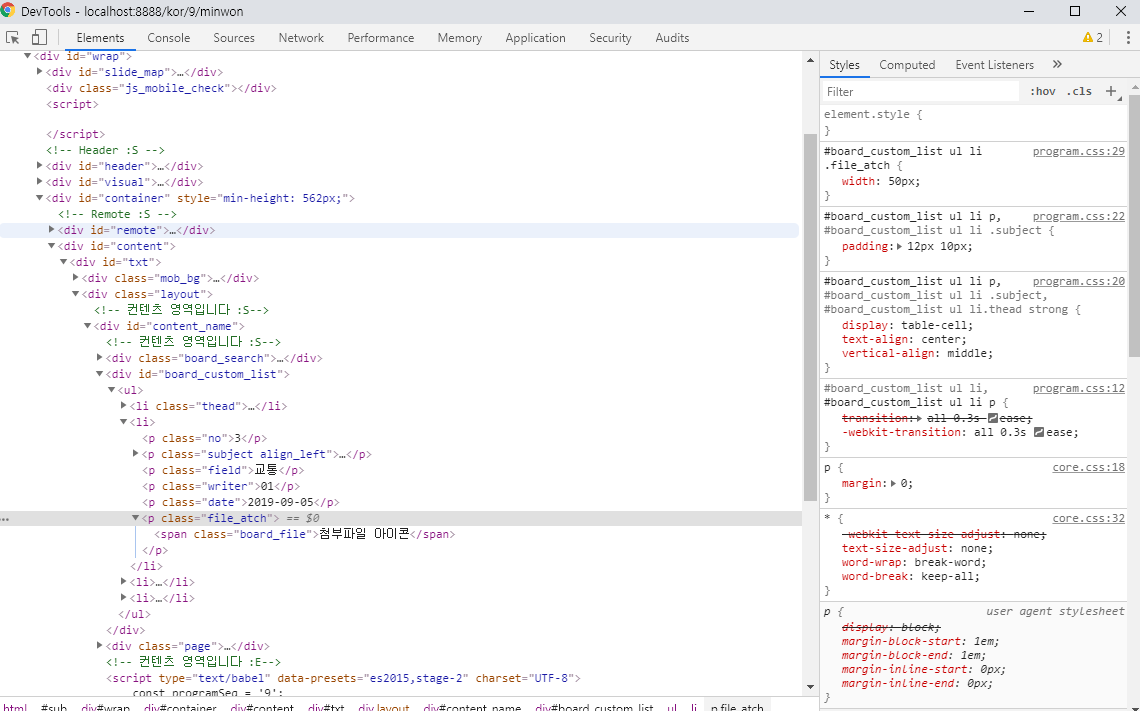 DevTools - localhost:8888/kor/9/minwon
Elements Console Sources Network Performance Memory Application Security Audits 2
<div id="wrap">
<div id="slide_map">…</div>
<div class="js_mobile_check"></div>
<script>
</script>
<!-- Header :S -->
<div id="header">…</div>
<div id="visual">…</div>
<div id="container" style="min-height: 562px;">
<!-- Remote :S -->
<div id="remote">…</div>
<div id="content">
<div id="txt">
<div class="mob_bg">…</div>
<div class="layout">
<!-- 컨텐츠 영역입니다 :S-->
<div id="content_name">
<!-- 컨텐츠 영역입니다 :S-->
<div class="board_search">…</div>
<div id="board_custom_list">
<ul>
<li class="thead">…</li>
<li>
<p class="no">3</p>
<p class="subject align_left">…</p>
<p class="field">교통</p>
<p class="writer">01</p>
<p class="date">2019-09-05</p>
… <p class="file_atch"> == $0
<span class="board_file">첨부파일 아이콘</span>
</p>
</li>
<li>…</li>
<li>…</li>
</ul>
</div>
<div class="page">…</div>
<!-- 컨텐츠 영역입니다 :E-->
<script type="text/babel" data-presets="es2015,stage-2" charset="UTF-8">
const programSeq = '9';
html #sub div#wrap div#container div#content div#txt div.layout div#content_name div#board_custom_list ul li p.file_atch
Styles Computed Event Listeners »
Filter :hov .cls +
element.style {
}
#board_custom_list ul li program.css:29
.file_atch {
width: 50px;
}
#board_custom_list ul li p, program.css:22
#board_custom_list ul li .subject {
padding: 12px 10px;
}
#board_custom_list ul li p, program.css:20
#board_custom_list ul li .subject,
#board_custom_list ul li.thead strong {
display: table-cell;
text-align: center;
vertical-align: middle;
}
#board_custom_list ul li, program.css:12
#board_custom_list ul li p {
transition: all 0.3s ease;
-webkit-transition: all 0.3s ease;
}
p { core.css:18
margin: 0;
}
* { core.css:32
-webkit-text-size-adjust: none;
text-size-adjust: none;
word-wrap: break-word;
word-break: keep-all;
}
p { user agent stylesheet
display: block;
margin-block-start: 1em;
margin-block-end: 1em;
margin-inline-start: 0px;
margin-inline-end: 0px;
}